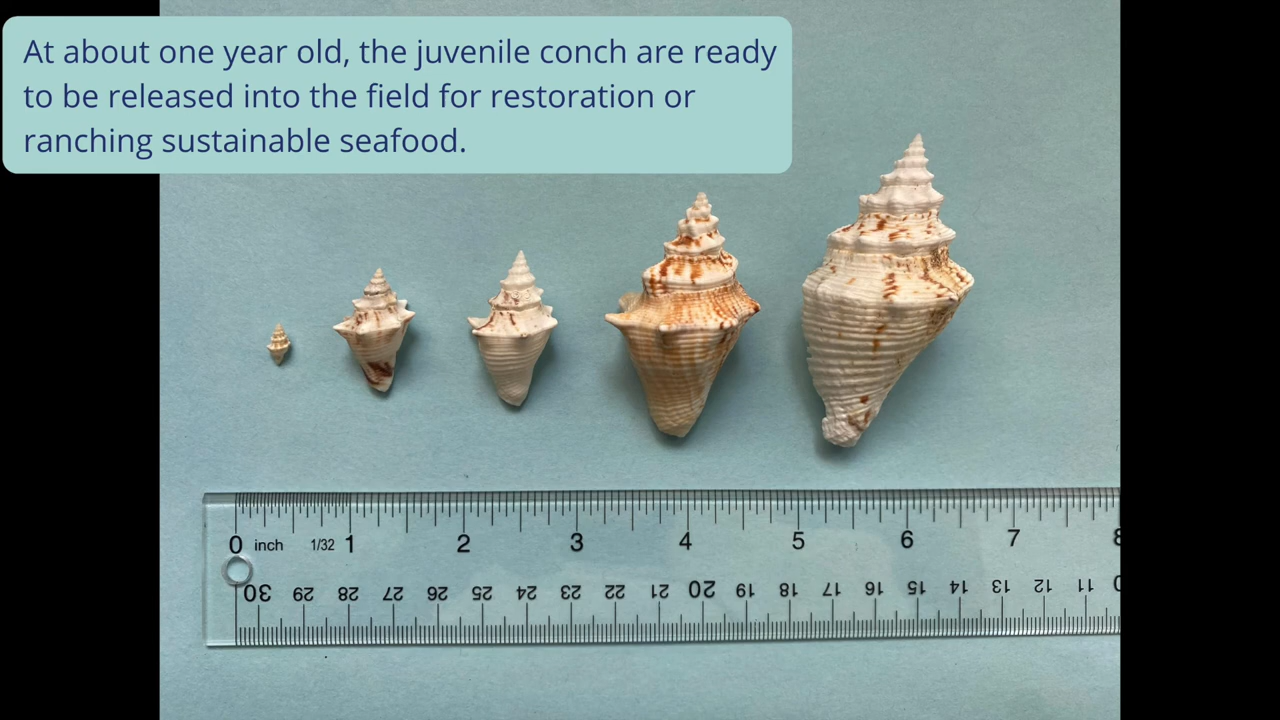 At about one year old, the juvenile conch are ready
to be released into the field for restoration or
ranching sustainable seafood.
0 inch 1/32 1 2 3 4 5 6 7 8
30 29 28 27 26 25 24 23 22 21 20 19 18 17 16 15 14 13 12 11